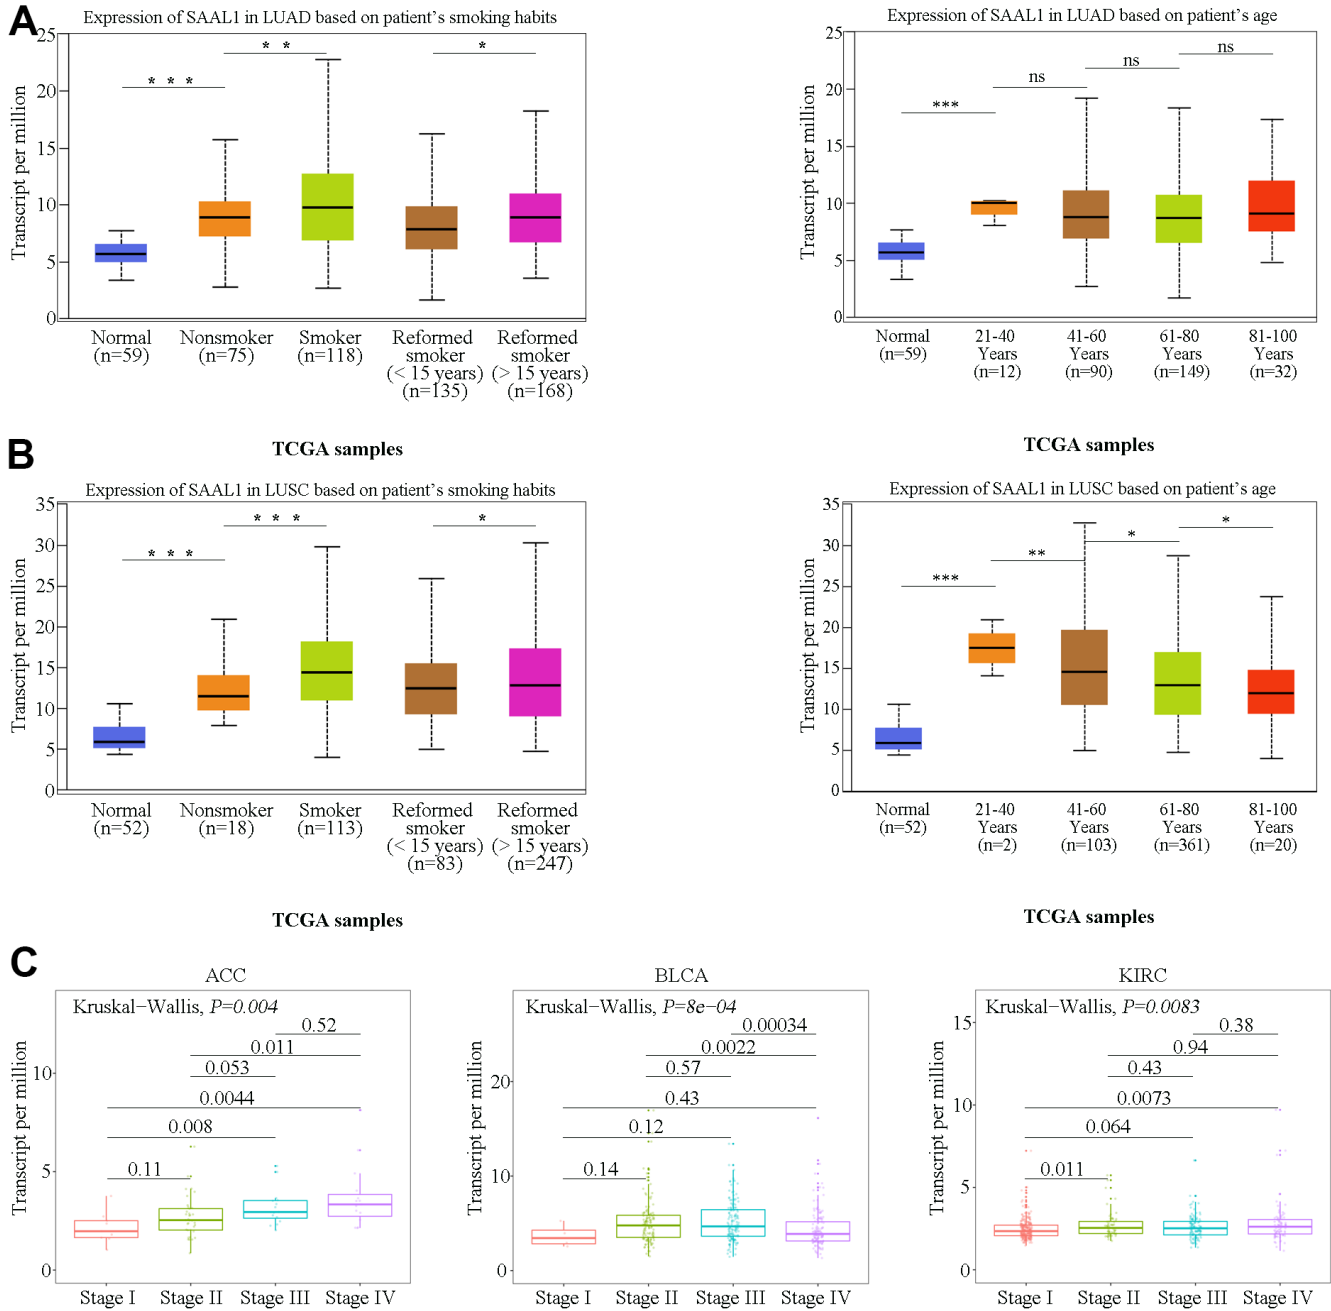 A
Expression of SAAL1 in LUAD based on patient's smoking habits
Transcript per million
25
20
15
10
5
0
* * *
* *
*
Normal
(n=59)
Nonsmoker
(n=75)
Smoker
(n=118)
Reformed
smoker
(< 15 years)
(n=135)
Reformed
smoker
(> 15 years)
(n=168)
TCGA samples
Expression of SAAL1 in LUAD based on patient's age
Transcript per million
25
20
15
10
5
0
***
ns
ns
ns
Normal
(n=59)
21-40
Years
(n=12)
41-60
Years
(n=90)
61-80
Years
(n=149)
81-100
Years
(n=32)
TCGA samples
B
Expression of SAAL1 in LUSC based on patient's smoking habits
Transcript per million
35
30
25
20
15
10
5
0
* * *
* * *
*
Normal
(n=52)
Nonsmoker
(n=18)
Smoker
(n=113)
Reformed
smoker
(< 15 years)
(n=83)
Reformed
smoker
(> 15 years)
(n=247)
TCGA samples
Expression of SAAL1 in LUSC based on patient's age
Transcript per million
35
30
25
20
15
10
5
0
***
**
*
*
Normal
(n=52)
21-40
Years
(n=2)
41-60
Years
(n=103)
61-80
Years
(n=361)
81-100
Years
(n=20)
TCGA samples
C
ACC
Kruskal−Wallis, P=0.004
Transcript per million
10
5
0
0.52
0.011
0.053
0.0044
0.008
0.11
Stage I
Stage II
Stage III
Stage IV
BLCA
Kruskal−Wallis, P=8e−04
Transcript per million
20
10
0
0.00034
0.0022
0.57
0.43
0.12
0.14
Stage I
Stage II
Stage III
Stage IV
KIRC
Kruskal−Wallis, P=0.0083
Transcript per million
15
10
5
0
0.38
0.94
0.43
0.0073
0.064
0.011
Stage I
Stage II
Stage III
Stage IV